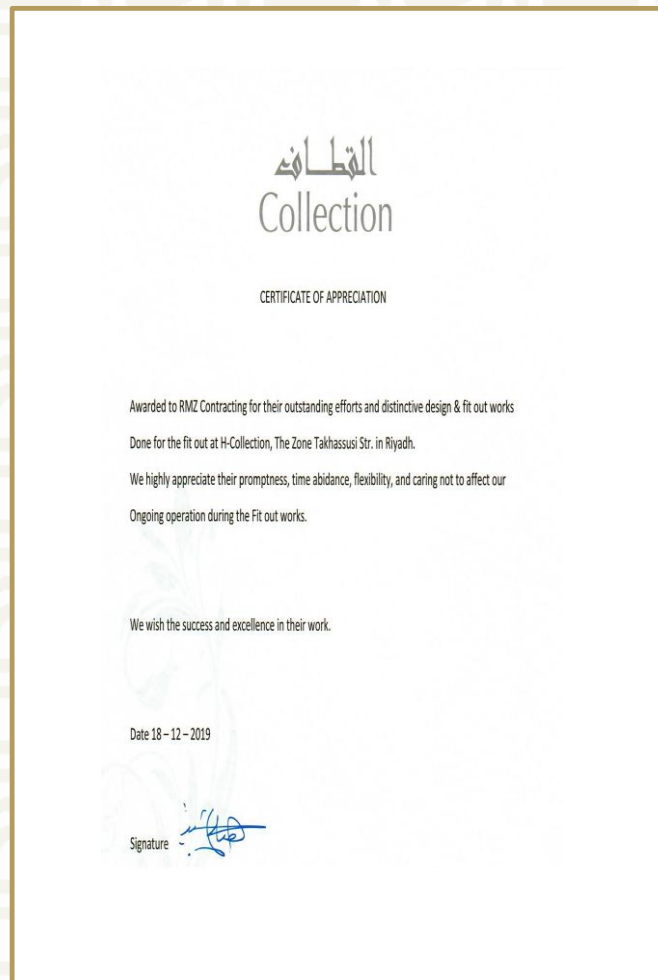 القطاف
Collection
CERTIFICATE OF APPRECIATION
Awarded to RMZ Contracting for their outstanding efforts and distinctive design & fit out works
Done for the fit out at H-Collection, The Zone Takhassusi Str. in Riyadh.
We highly appreciate their promptness, time abidance, flexibility, and caring not to affect our
Ongoing operation during the Fit out works.
We wish the success and excellence in their work.
Date 18 – 12 – 2019
Signature